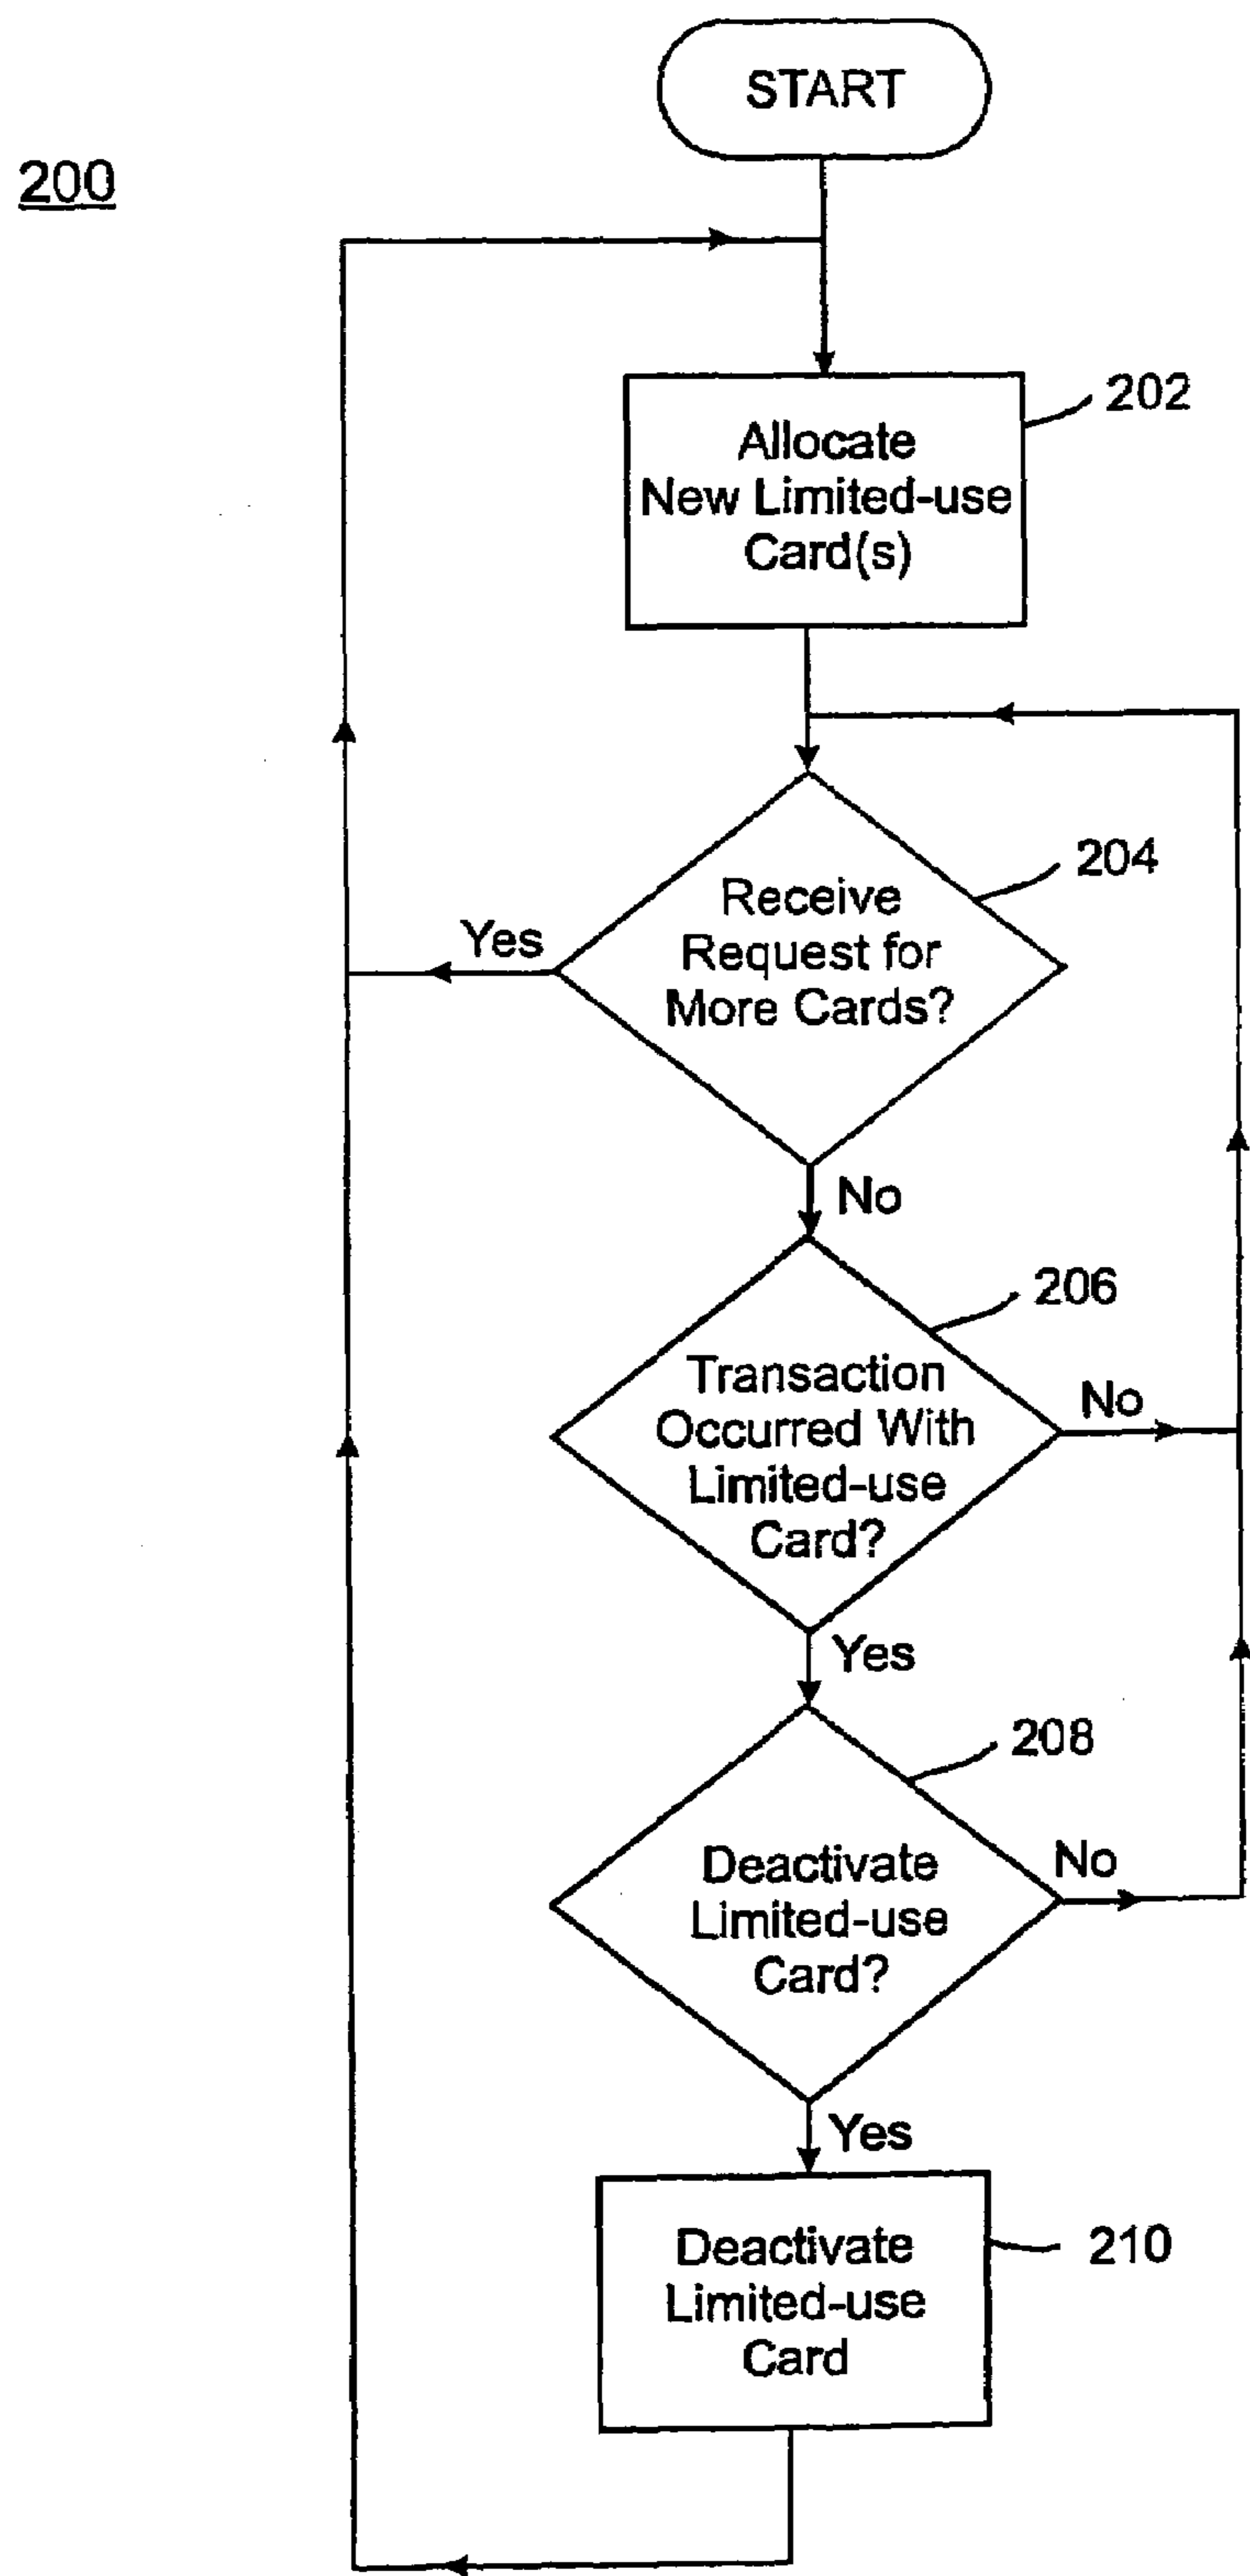 START
200
202
Allocate
New Limited-use
Card(s)
204
Receive
Request for
More Cards?
Yes
No
206
Transaction
Occurred With
Limited-use
Card?
No
Yes
208
Deactivate
Limited-use
Card?
No
Yes
Deactivate
Limited-use
Card
210